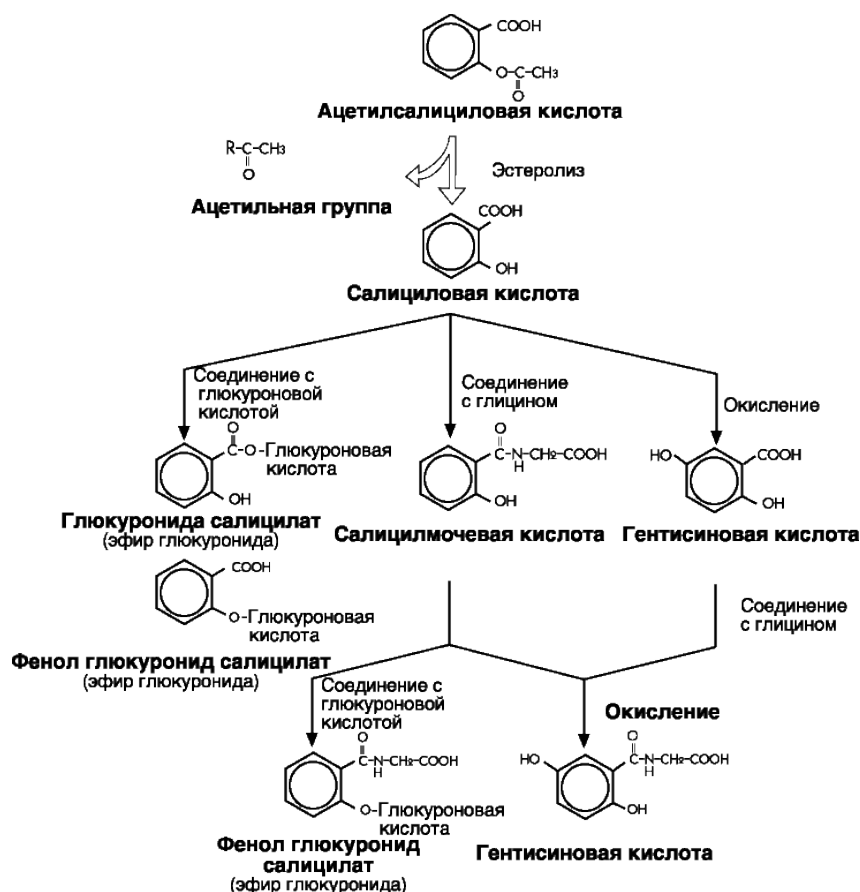 COOH
O-C-CH3
O
Ацетилсалициловая кислота
R-C-CH3
O
Эстеролиз
Ацетильная группа
COOH
OH
Салициловая кислота
Соединение с
глюкуроновой
кислотой
Соединение
с глицином
Окисление
O
C-O-Глюкуроновая
кислота
OH
O
C-N-CH2-COOH
H
OH
HO
COOH
OH
Глюкуронида салицилат
(эфир глюкуронида)
Салицилмочевая кислота
Гентисиновая кислота
COOH
O-Глюкуроновая
кислота
Фенол глюкуронид салицилат
(эфир глюкуронида)
Соединение
с глицином
Соединение с
глюкуроновой
кислотой
Окисление
O
C-N-CH2-COOH
H
O-Глюкуроновая
кислота
HO
O
C-N-CH2-COOH
H
OH
Фенол глюкуронид
салицилат
(эфир глюкуронида)
Гентисиновая кислота